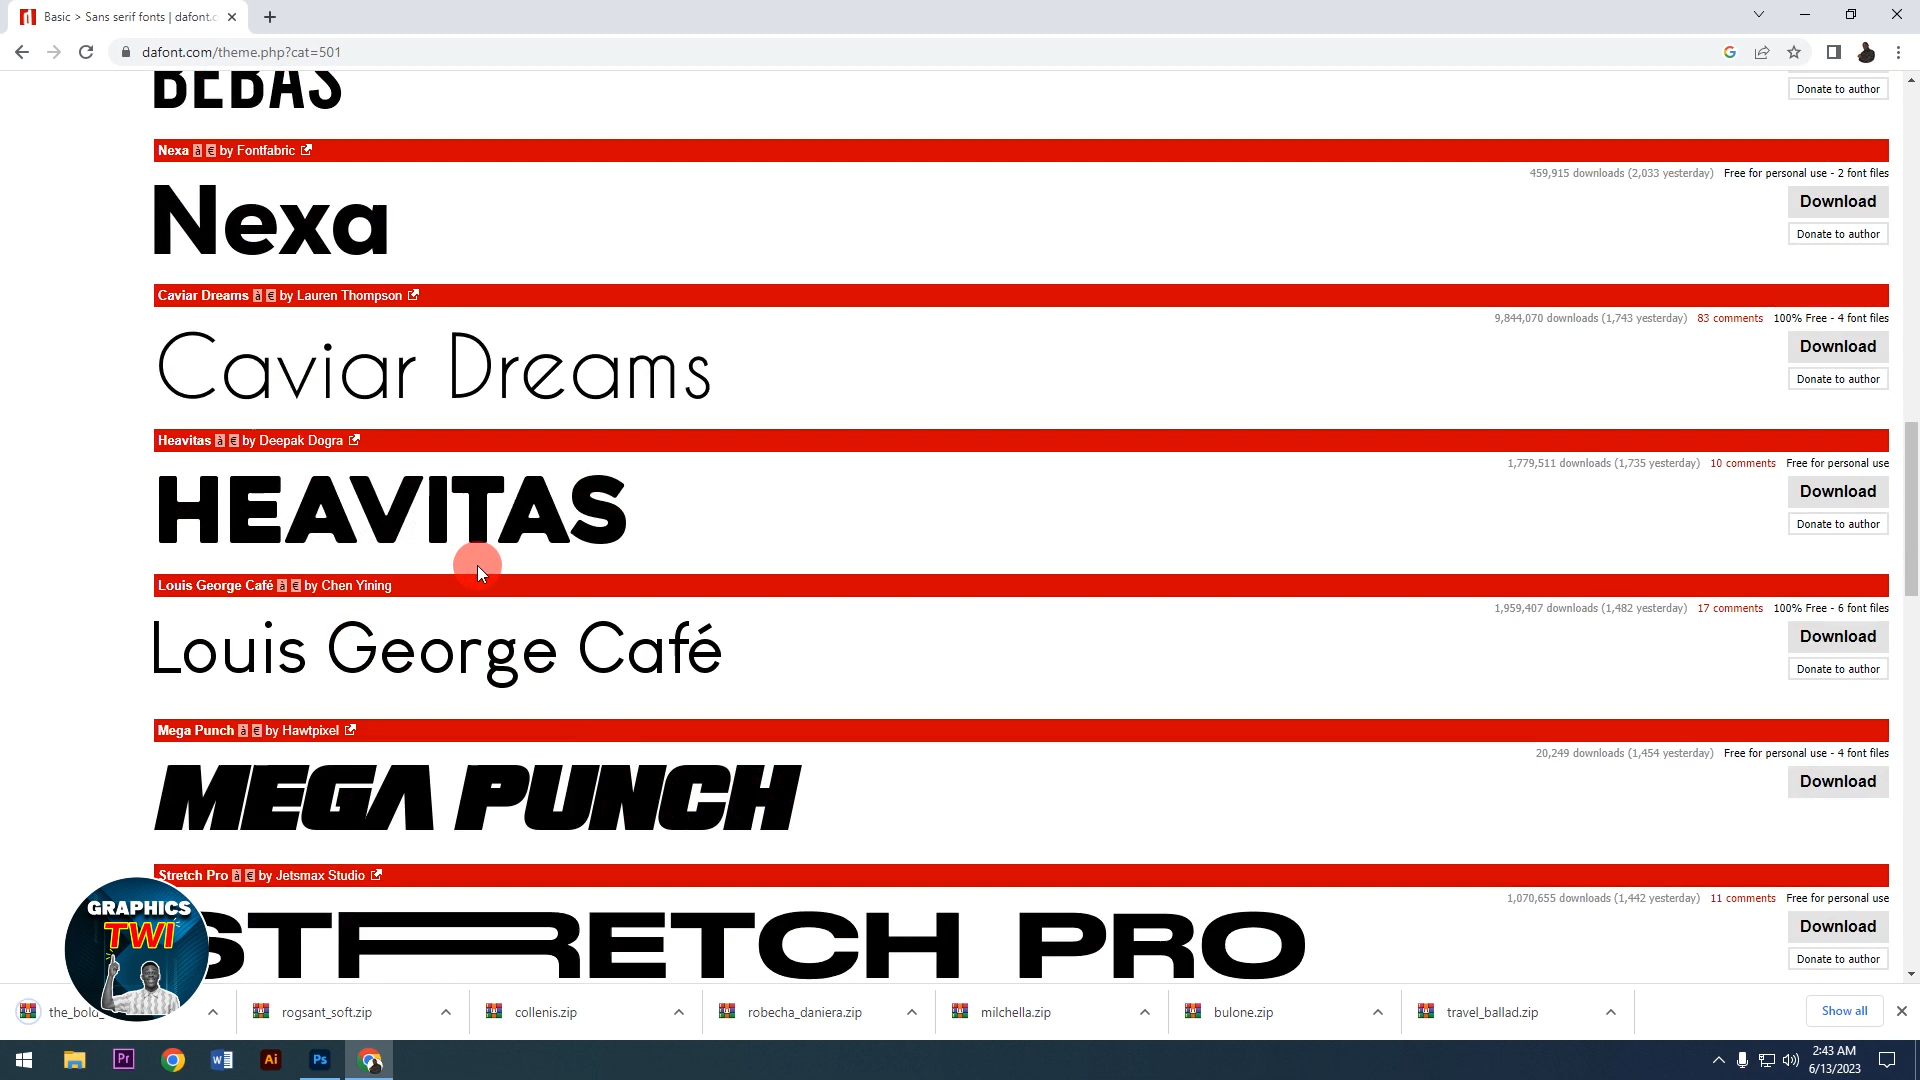 Basic > Sans serif fonts | dafont.c
dafont.com/theme.php?cat=501
BEBAS
Donate to author
Nexa à € by Fontfabric
459,915 downloads (2,033 yesterday) Free for personal use - 2 font files
Nexa
Download
Donate to author
Caviar Dreams à € by Lauren Thompson
9,844,070 downloads (1,743 yesterday) 83 comments 100% Free - 4 font files
Caviar Dreams
Download
Donate to author
Heavitas à € by Deepak Dogra
1,779,511 downloads (1,735 yesterday) 10 comments Free for personal use
HEAVITAS
Download
Donate to author
Louis George Café à € by Chen Yining
1,959,407 downloads (1,482 yesterday) 17 comments 100% Free - 6 font files
Louis George Café
Download
Donate to author
Mega Punch à € by Hawtpixel
20,249 downloads (1,454 yesterday) Free for personal use - 4 font files
MEGA PUNCH
Download
Stretch Pro à € by Jetsmax Studio
1,070,655 downloads (1,442 yesterday) 11 comments Free for personal use
STRETCH PRO
Download
Donate to author
GRAPHICS
TWI
the_bold_ rogsant_soft.zip collenis.zip robecha_daniera.zip milchella.zip bulone.zip travel_ballad.zip Show all
Pr W Ai Ps
2:43 AM
6/13/2023